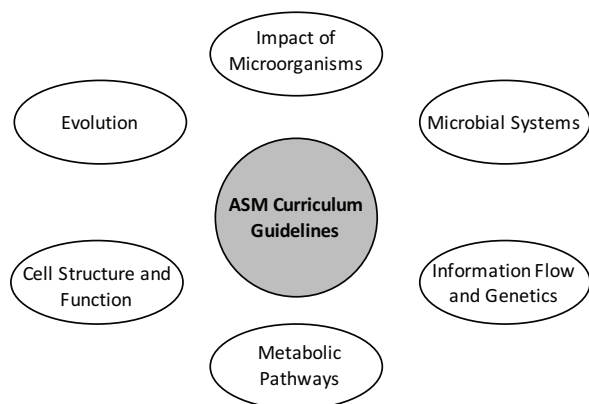 Impact of
Microorganisms
Evolution
Microbial Systems
ASM Curriculum
Guidelines
Cell Structure and
Function
Information Flow
and Genetics
Metabolic
Pathways